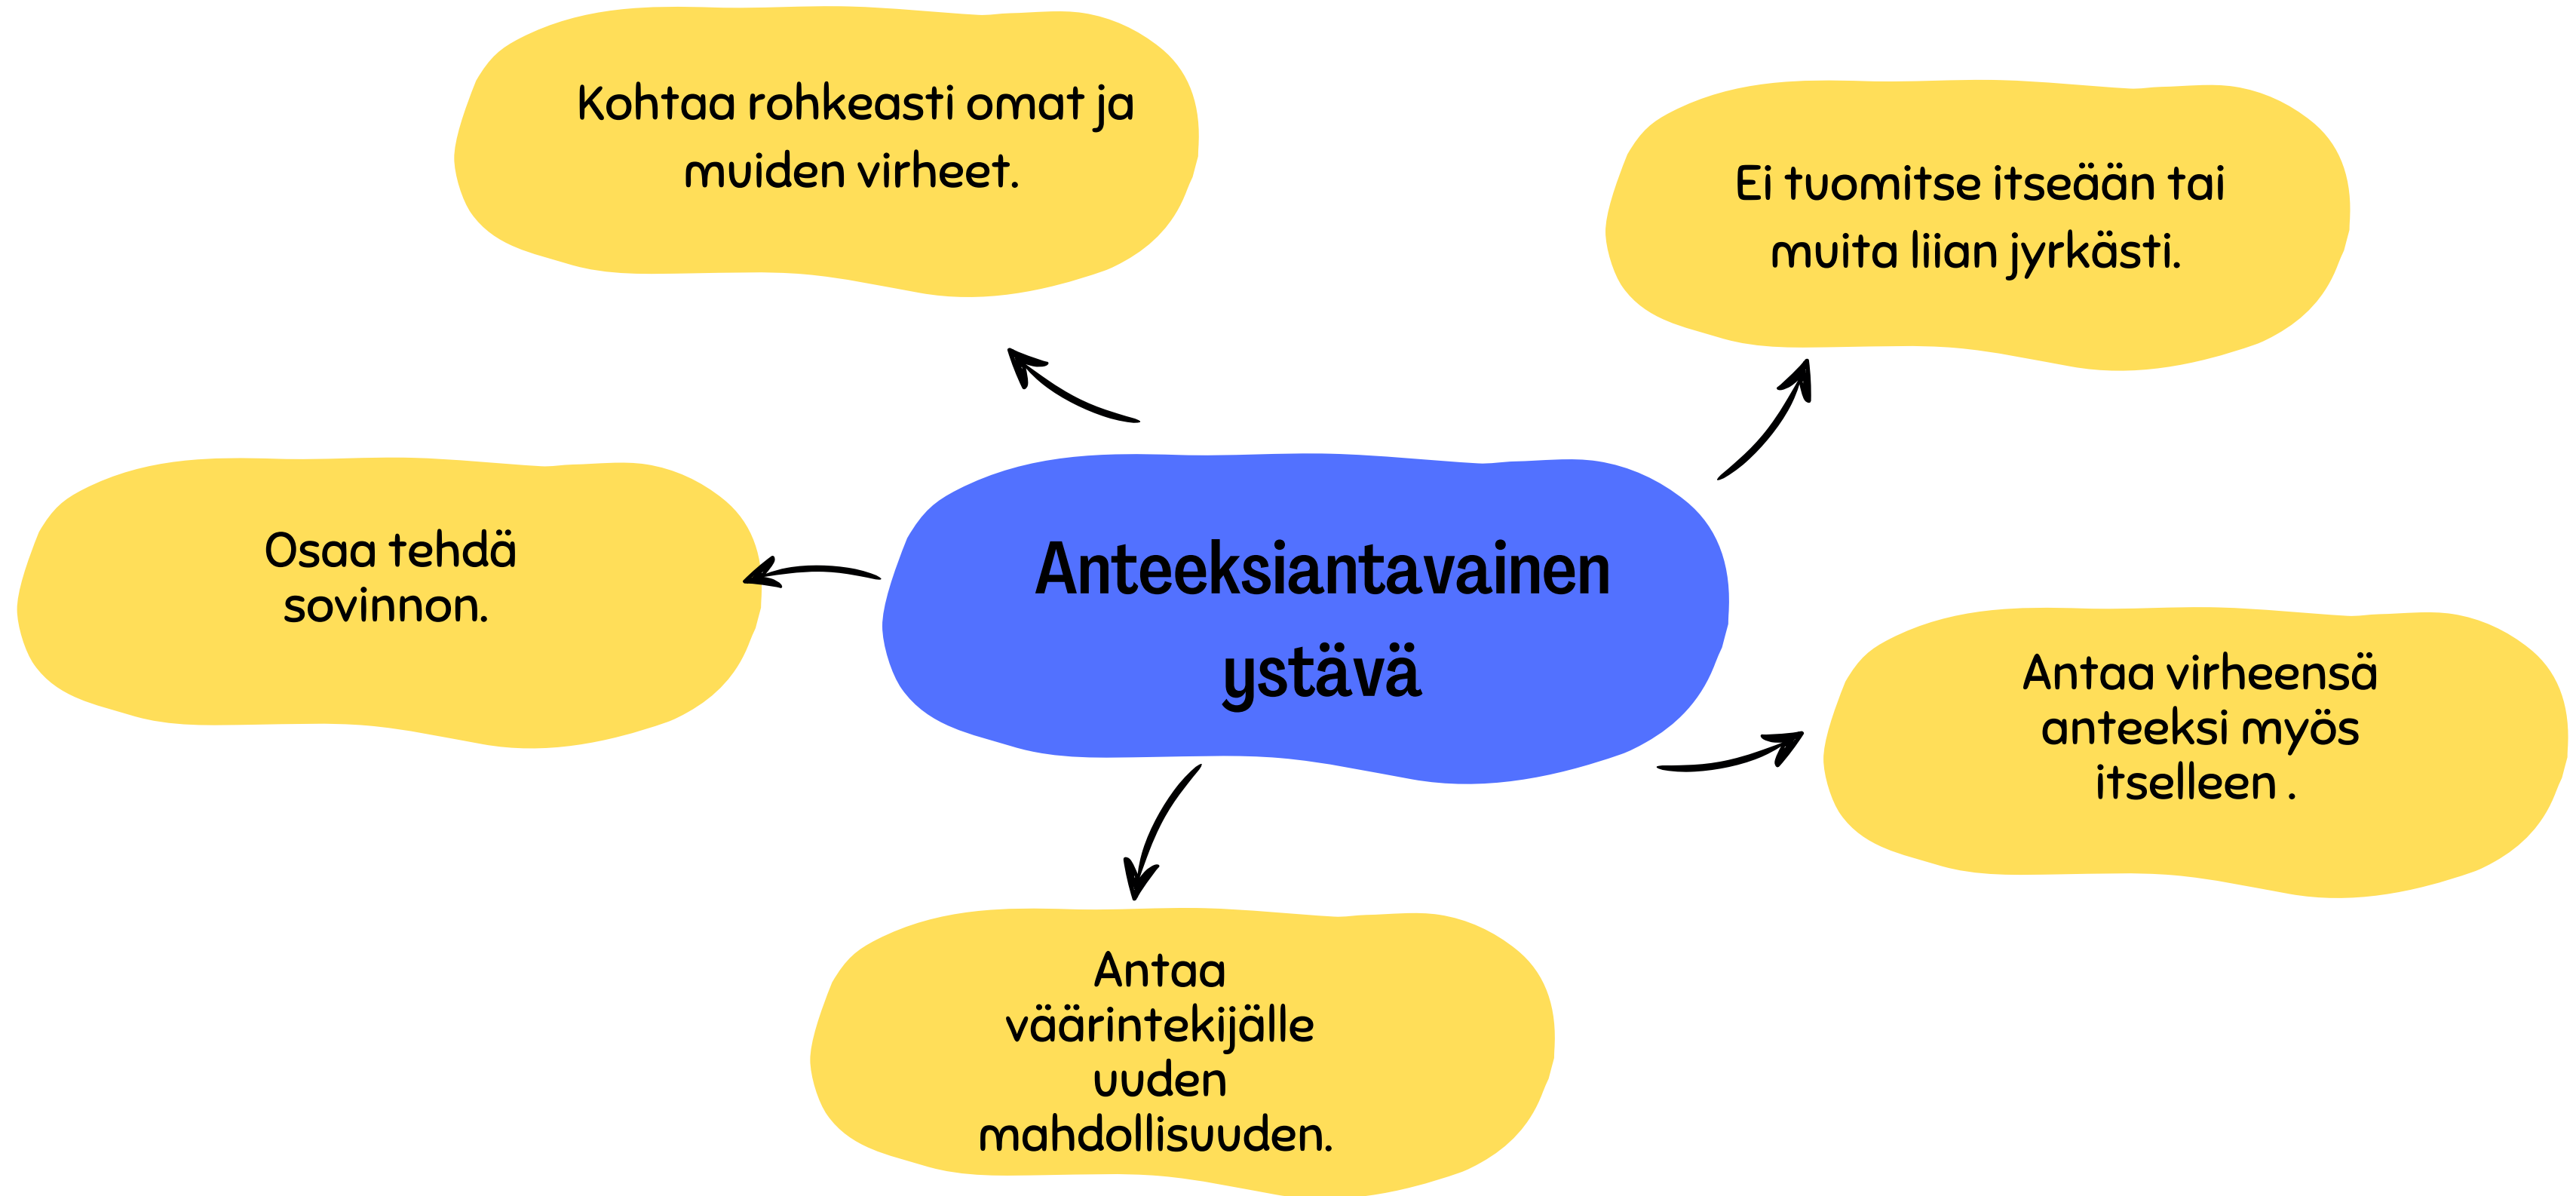 Kohtaa rohkeasti omat ja
muiden virheet.
Ei tuomitse itseään tai
muita liian jyrkästi.
Osaa tehdä
sovinnon.
Anteeksiantavainen
ystävä
Antaa virheensä
anteeksi myös
itselleen .
Antaa
väärintekijälle
uuden
mahdollisuuden.